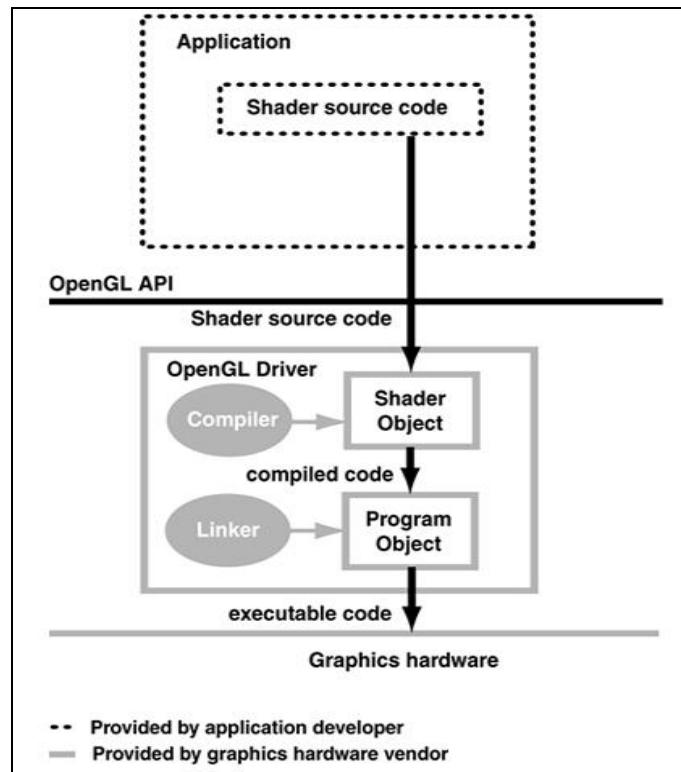 Application
Shader source code
OpenGL API
Shader source code
OpenGL Driver
Compiler
Shader
Object
compiled code
Linker
Program
Object
executable code
Graphics hardware
Provided by application developer
Provided by graphics hardware vendor